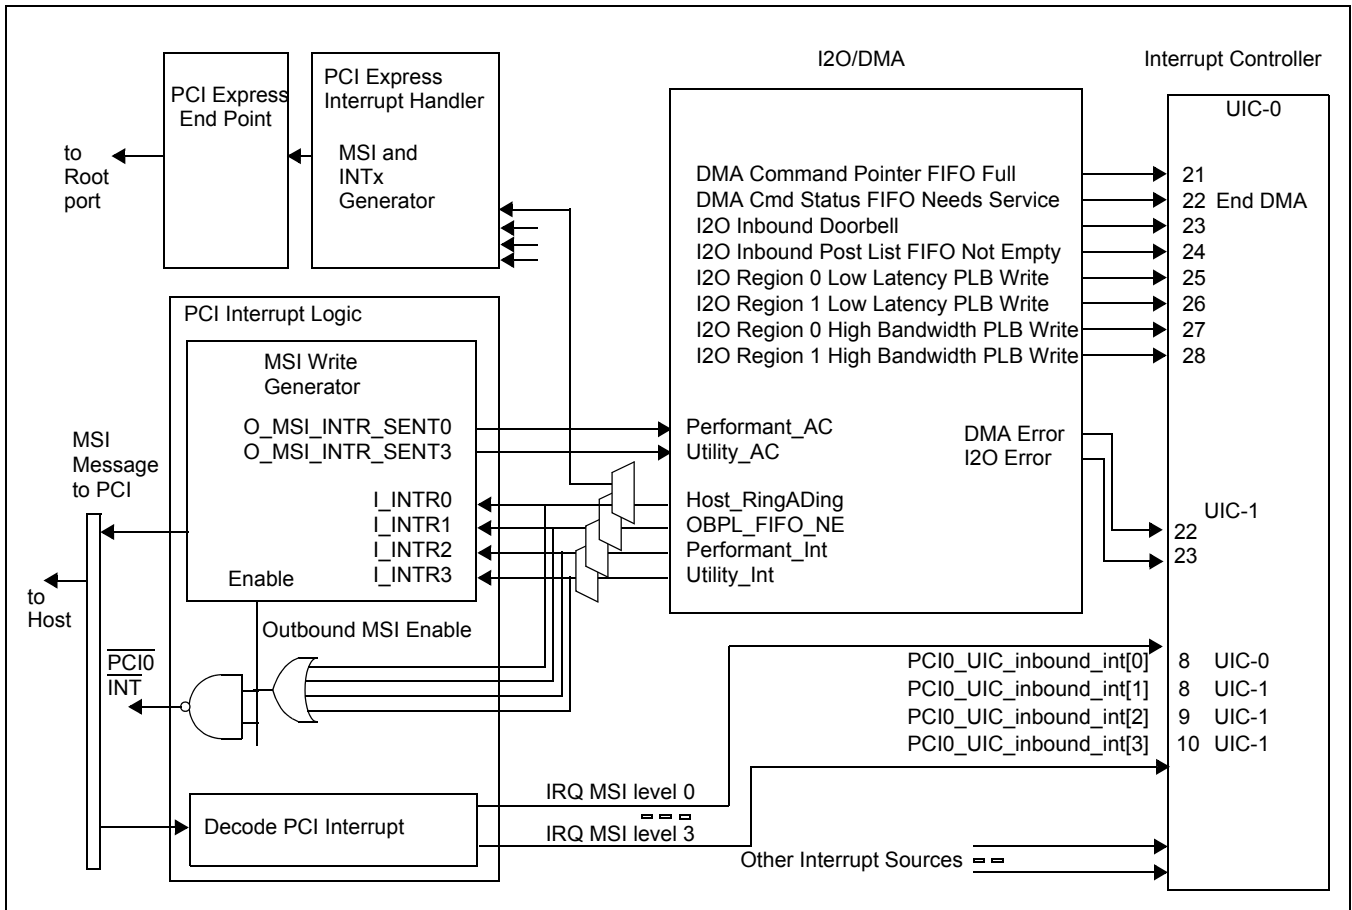 I2O/DMA
Interrupt Controller
PCI Express
End Point
PCI Express
Interrupt Handler
MSI and
INTx
Generator
to
Root
port
UIC-0
DMA Command Pointer FIFO Full
21
DMA Cmd Status FIFO Needs Service
22 End DMA
I2O Inbound Doorbell
23
I2O Inbound Post List FIFO Not Empty
24
I2O Region 0 Low Latency PLB Write
25
I2O Region 1 Low Latency PLB Write
26
I2O Region 0 High Bandwidth PLB Write
27
I2O Region 1 High Bandwidth PLB Write
28
PCI Interrupt Logic
MSI Write
Generator
O_MSI_INTR_SENT0
O_MSI_INTR_SENT3
Performant_AC
Utility_AC
DMA Error
I2O Error
MSI
Message
to PCI
I_INTR0
I_INTR1
I_INTR2
I_INTR3
Host_RingADing
OBPL_FIFO_NE
Performant_Int
Utility_Int
UIC-1
22
23
Enable
to
Host
Outbound MSI Enable
PCI0
INT
PCI0_UIC_inbound_int[0] 8 UIC-0
PCI0_UIC_inbound_int[1] 8 UIC-1
PCI0_UIC_inbound_int[2] 9 UIC-1
PCI0_UIC_inbound_int[3] 10 UIC-1
Decode PCI Interrupt
IRQ MSI level 0
IRQ MSI level 3
Other Interrupt Sources